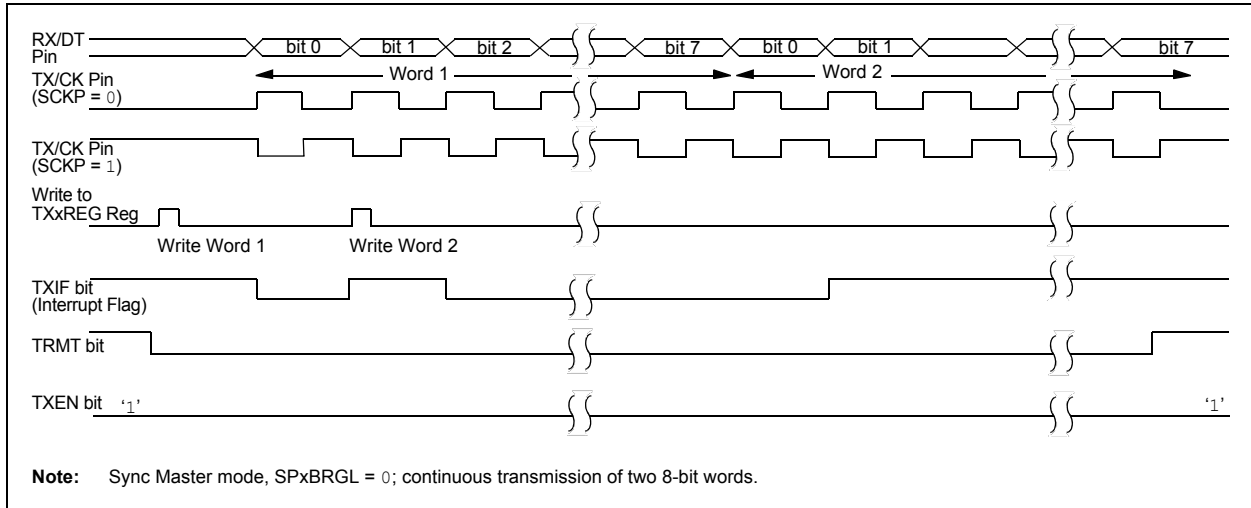 RX/DT
Pin
bit 0 bit 1 bit 2 bit 7 bit 0 bit 1 bit 7
Word 1 Word 2
TX/CK Pin
(SCKP = 0)
TX/CK Pin
(SCKP = 1)
Write to
TXxREG Reg
Write Word 1 Write Word 2
TXIF bit
(Interrupt Flag)
TRMT bit
TXEN bit ‘1’ ‘1’
Note: Sync Master mode, SPxBRGL = 0; continuous transmission of two 8-bit words.